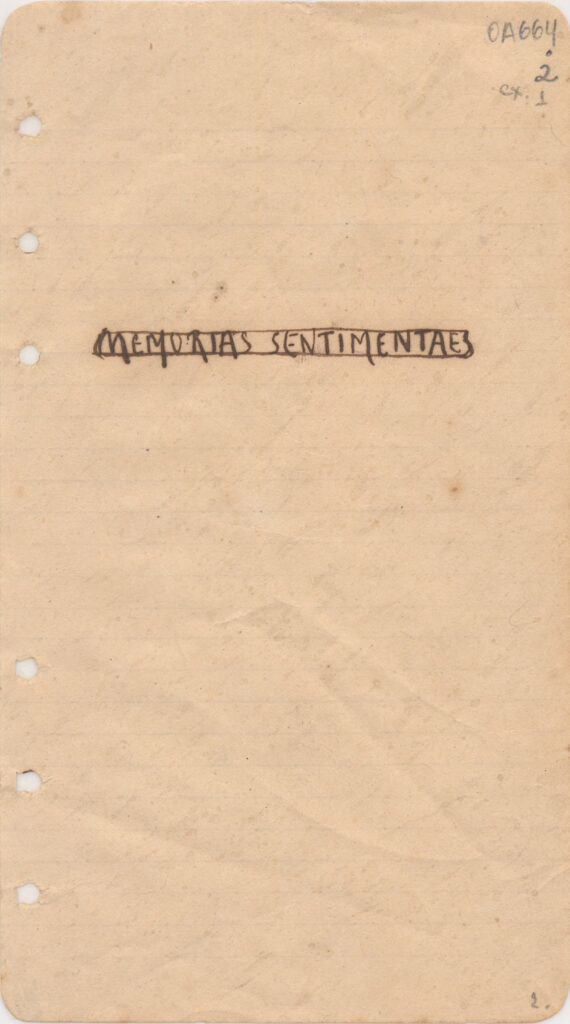 OA664
2
cx. 1
MEMORIAS SENTIMENTAES
2.